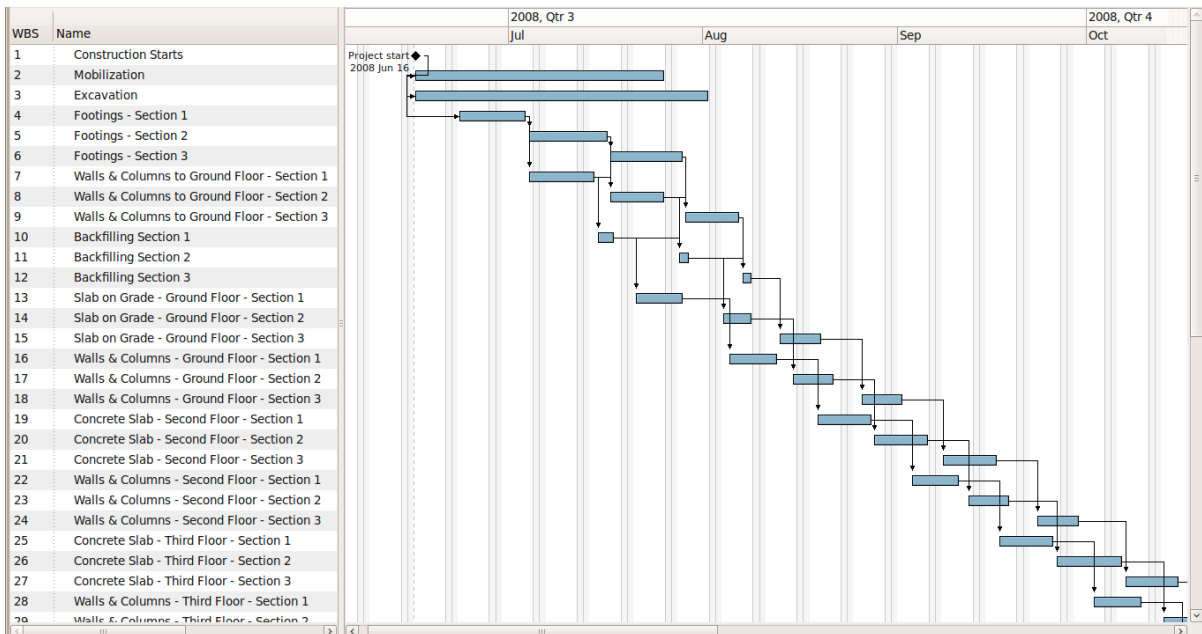 2008, Qtr 3 2008, Qtr 4
WBS Name Jul Aug Sep Oct
1 Construction Starts
Project start
2008 Jun 16
2 Mobilization
3 Excavation
4 Footings - Section 1
5 Footings - Section 2
6 Footings - Section 3
7 Walls & Columns to Ground Floor - Section 1
8 Walls & Columns to Ground Floor - Section 2
9 Walls & Columns to Ground Floor - Section 3
10 Backfilling Section 1
11 Backfilling Section 2
12 Backfilling Section 3
13 Slab on Grade - Ground Floor - Section 1
14 Slab on Grade - Ground Floor - Section 2
15 Slab on Grade - Ground Floor - Section 3
16 Walls & Columns - Ground Floor - Section 1
17 Walls & Columns - Ground Floor - Section 2
18 Walls & Columns - Ground Floor - Section 3
19 Concrete Slab - Second Floor - Section 1
20 Concrete Slab - Second Floor - Section 2
21 Concrete Slab - Second Floor - Section 3
22 Walls & Columns - Second Floor - Section 1
23 Walls & Columns - Second Floor - Section 2
24 Walls & Columns - Second Floor - Section 3
25 Concrete Slab - Third Floor - Section 1
26 Concrete Slab - Third Floor - Section 2
27 Concrete Slab - Third Floor - Section 3
28 Walls & Columns - Third Floor - Section 1
29 Walls & Columns - Third Floor - Section 2